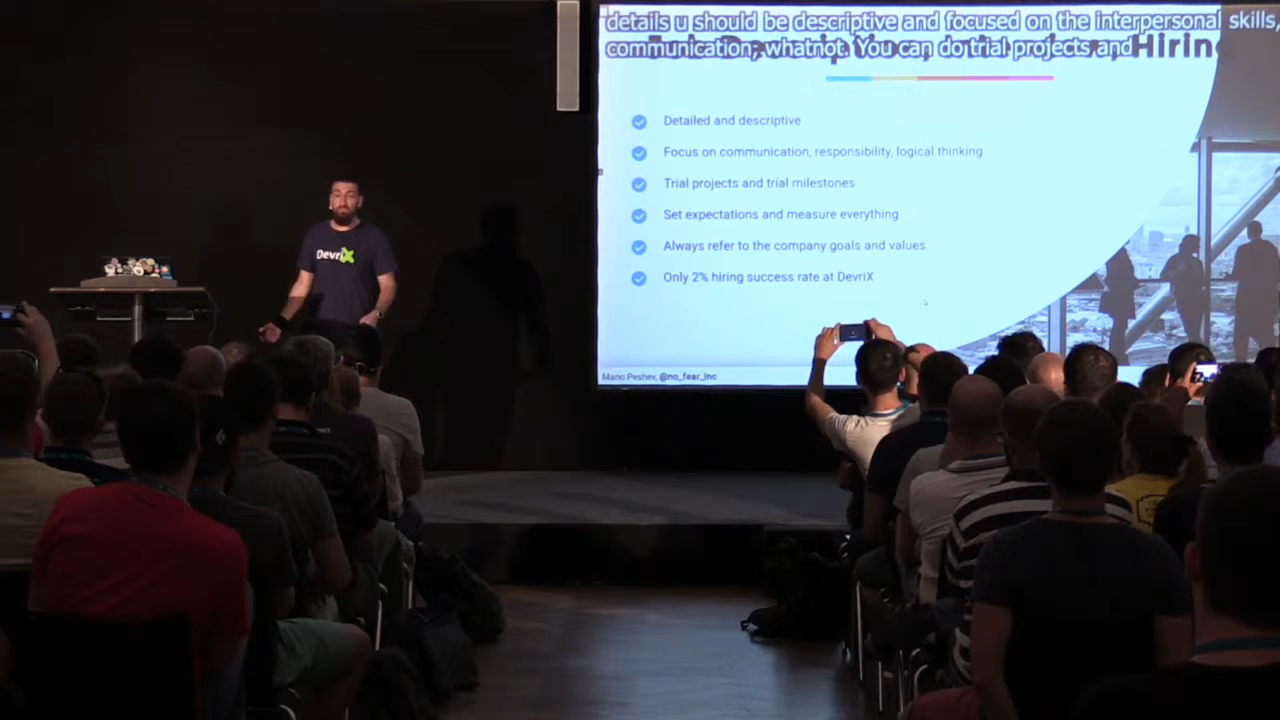 details u should be descriptive and focused on the interpersonal skills,
communication, whatnot. You can do trial projects and
Hiring
Detailed and descriptive
Focus on communication, responsibility, logical thinking
Trial projects and trial milestones
Set expectations and measure everything
Always refer to the company goals and values
Only 2% hiring success rate at DevriX
DevriX
Mario Peshev, @no_fear_inc